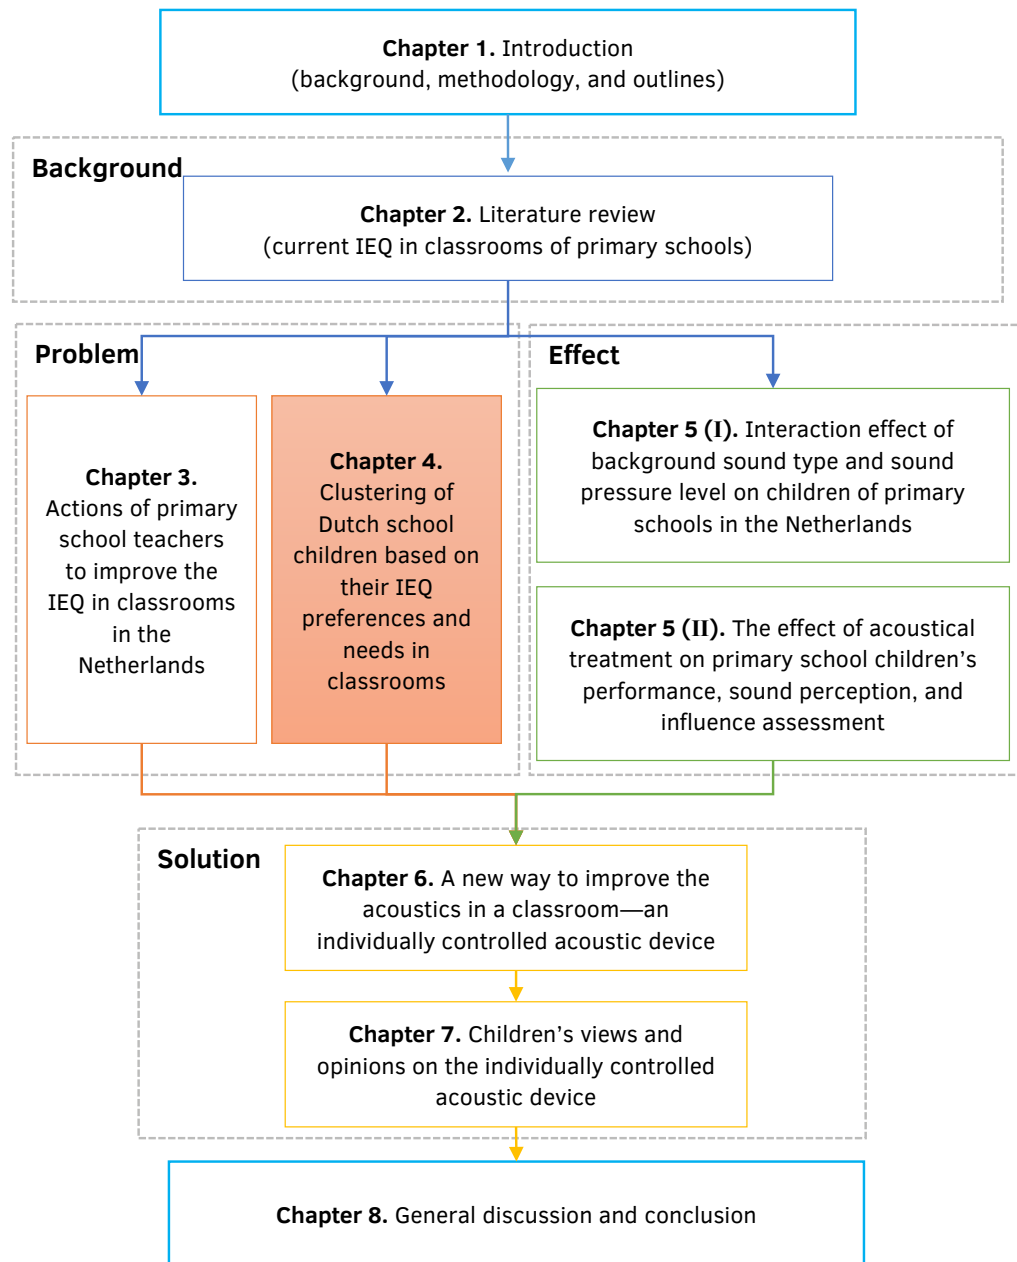 Chapter 1. Introduction
(background, methodology, and outlines)
Background
Chapter 2. Literature review
(current IEQ in classrooms of primary schools)
Problem
Chapter 3.
Actions of primary
school teachers
to improve the
IEQ in classrooms
in the
Netherlands
Chapter 4.
Clustering of
Dutch school
children based on
their IEQ
preferences and
needs in
classrooms
Effect
Chapter 5 (I). Interaction effect of
background sound type and sound
pressure level on children of primary
schools in the Netherlands
Chapter 5 (II). The effect of acoustical
treatment on primary school children’s
performance, sound perception, and
influence assessment
Solution
Chapter 6. A new way to improve the
acoustics in a classroom—an
individually controlled acoustic device
Chapter 7. Children’s views and
opinions on the individually controlled
acoustic device
Chapter 8. General discussion and conclusion